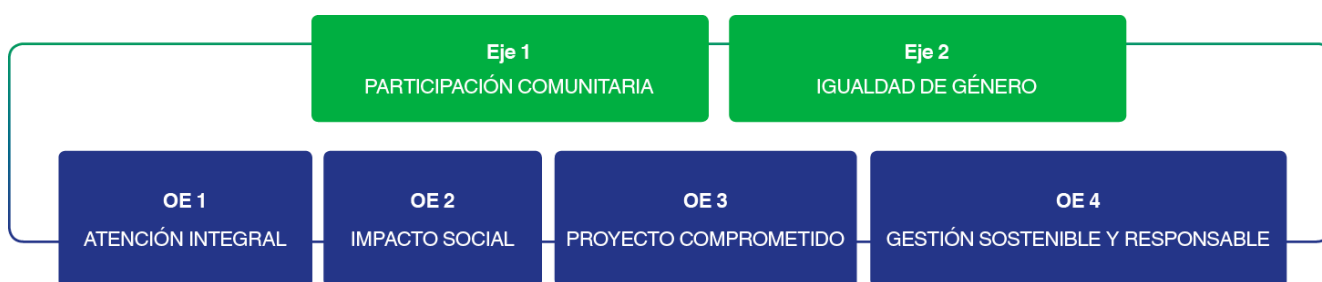 Eje 1
PARTICIPACIÓN COMUNITARIA
Eje 2
IGUALDAD DE GÉNERO
OE 1
ATENCIÓN INTEGRAL
OE 2
IMPACTO SOCIAL
OE 3
PROYECTO COMPROMETIDO
OE 4
GESTIÓN SOSTENIBLE Y RESPONSABLE